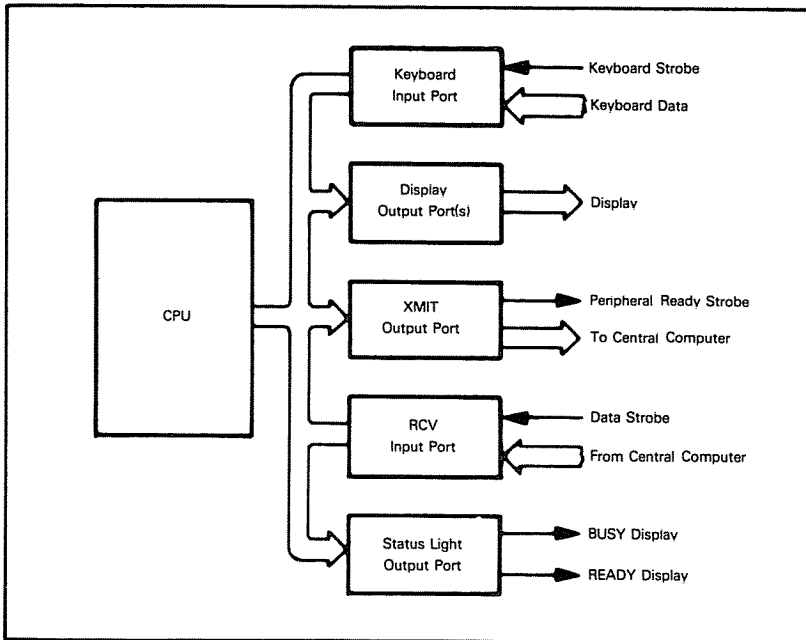 Keyboard
Input Port
Keyboard Strobe
Keyboard Data
Display
Output Port(s)
Display
CPU
XMIT
Output Port
Peripheral Ready Strobe
To Central Computer
RCV
Input Port
Data Strobe
From Central Computer
Status Light
Output Port
BUSY Display
READY Display